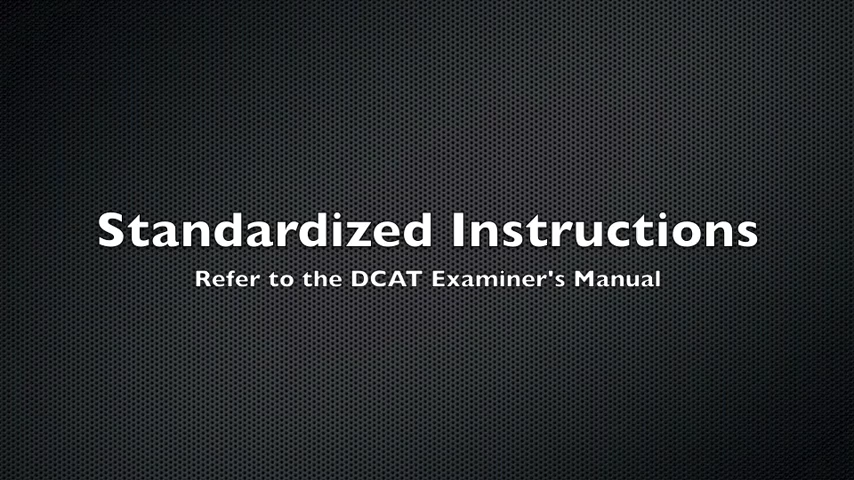 Standardized Instructions
Refer to the DCAT Examiner's Manual